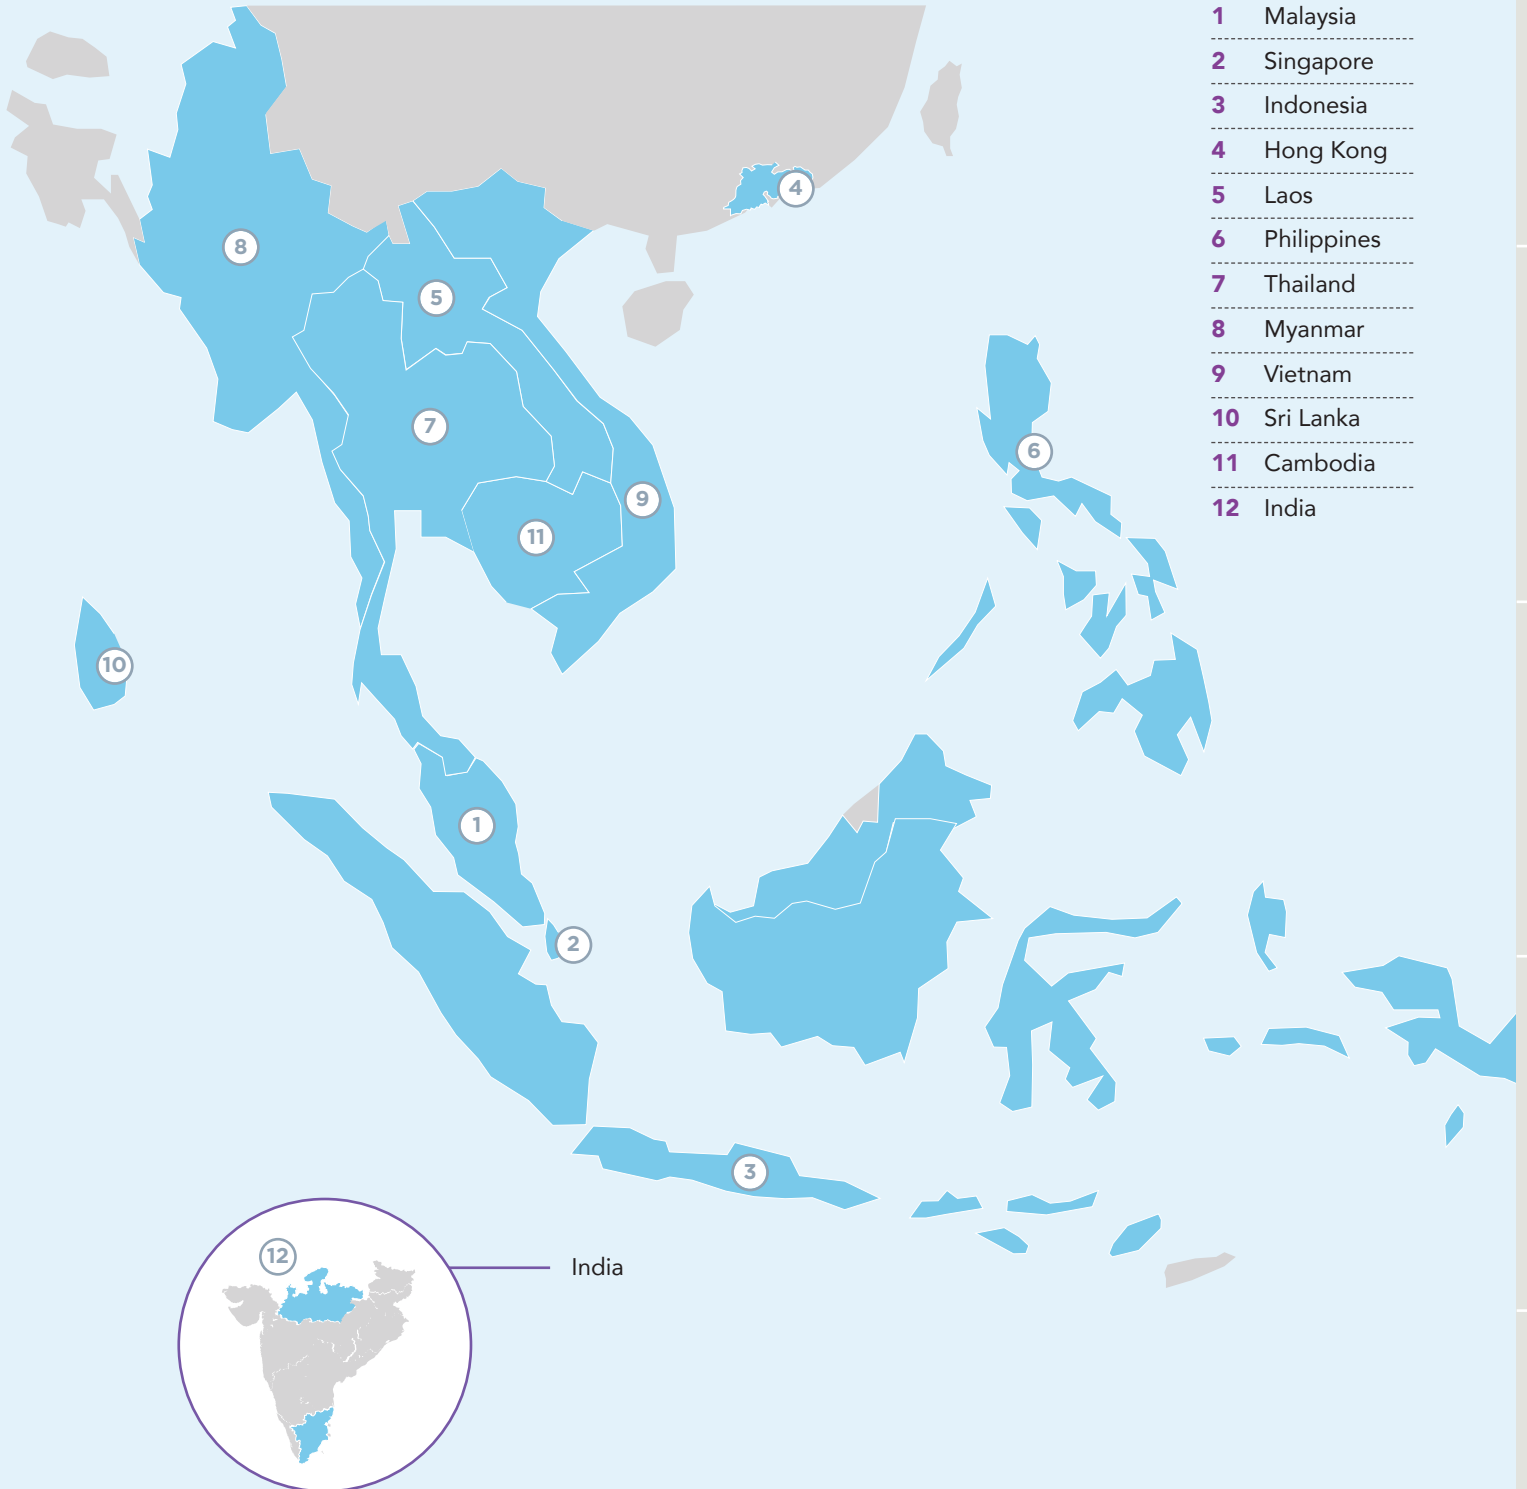 1 Malaysia
2 Singapore
3 Indonesia
4 Hong Kong
5 Laos
6 Philippines
7 Thailand
8 Myanmar
9 Vietnam
10 Sri Lanka
11 Cambodia
12 India
4
8
5
7
6
9
11
10
1
2
3
12
India